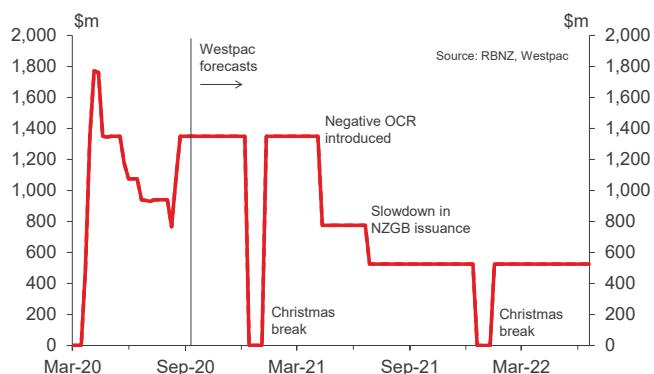 $m
$m
2,000
1,800
1,600
1,400
1,200
1,000
800
600
400
200
0
2,000
1,800
1,600
1,400
1,200
1,000
800
600
400
200
0
Westpac
forecasts
Source: RBNZ, Westpac
Negative OCR
introduced
Slowdown in
NZGB issuance
Christmas
break
Christmas
break
Mar-20
Sep-20
Mar-21
Sep-21
Mar-22